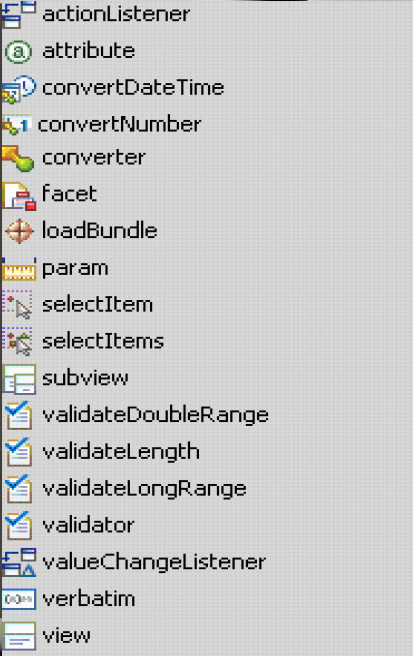 actionListener
attribute
convertDateTime
convertNumber
converter
facet
loadBundle
param
selectItem
selectItems
subview
validateDoubleRange
validateLength
validateLongRange
validator
valueChangeListener
verbatim
view